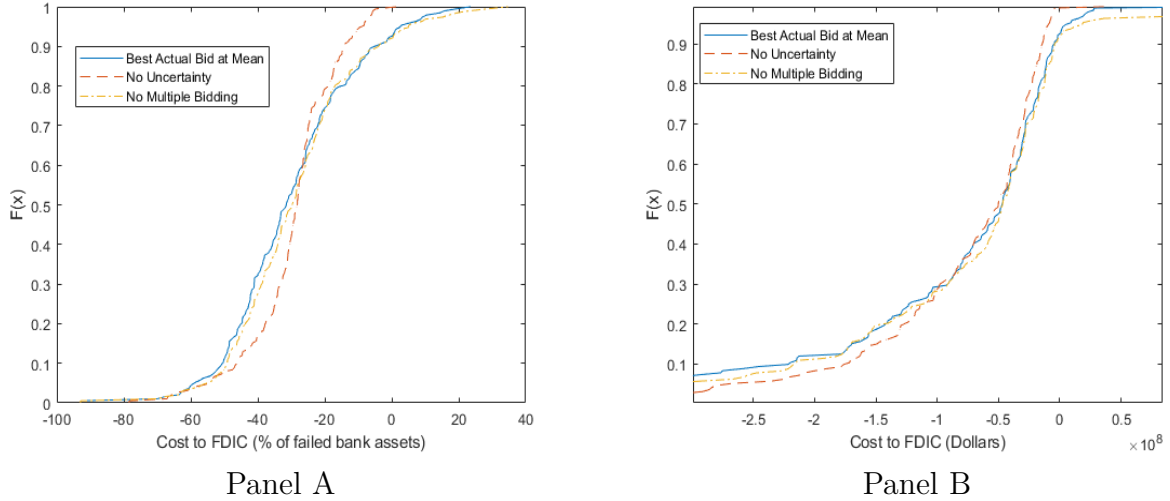 1
0.9
0.8
0.7
0.6
0.5
0.4
0.3
0.2
0.1
0
F(x)
Best Actual Bid at Mean
No Uncertainty
No Multiple Bidding
-100 -80 -60 -40 -20 0 20 40
Cost to FDIC (% of failed bank assets)
Panel A
0.9
0.8
0.7
0.6
0.5
0.4
0.3
0.2
0.1
F(x)
Best Actual Bid at Mean
No Uncertainty
No Multiple Bidding
-2.5 -2 -1.5 -1 -0.5 0 0.5
Cost to FDIC (Dollars)
×10^8
Panel B